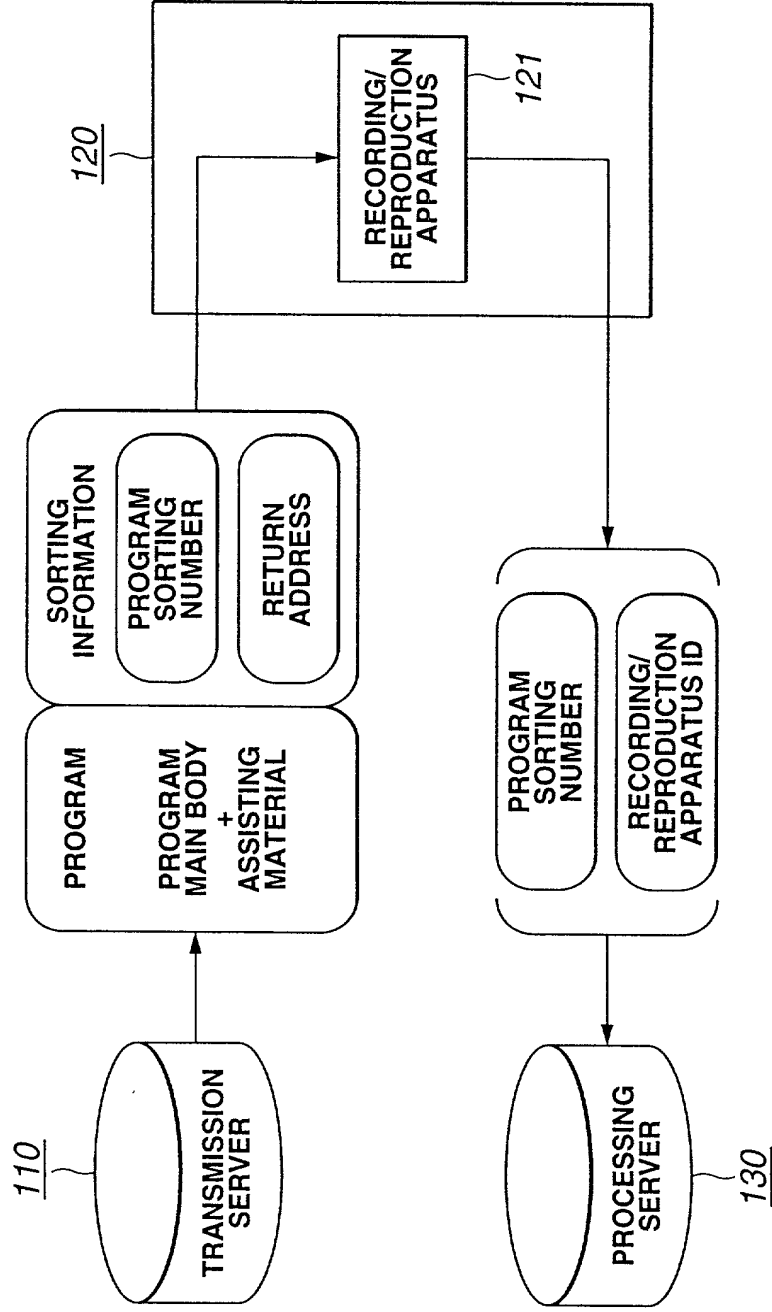 110
TRANSMISSION
SERVER
PROGRAM
PROGRAM
MAIN BODY
+
ASSISTING
MATERIAL
SORTING
INFORMATION
PROGRAM
SORTING
NUMBER
RETURN
ADDRESS
120
RECORDING/
REPRODUCTION
APPARATUS
121
PROCESSING
SERVER
130
PROGRAM
SORTING
NUMBER
RECORDING/
REPRODUCTION
APPARATUS ID